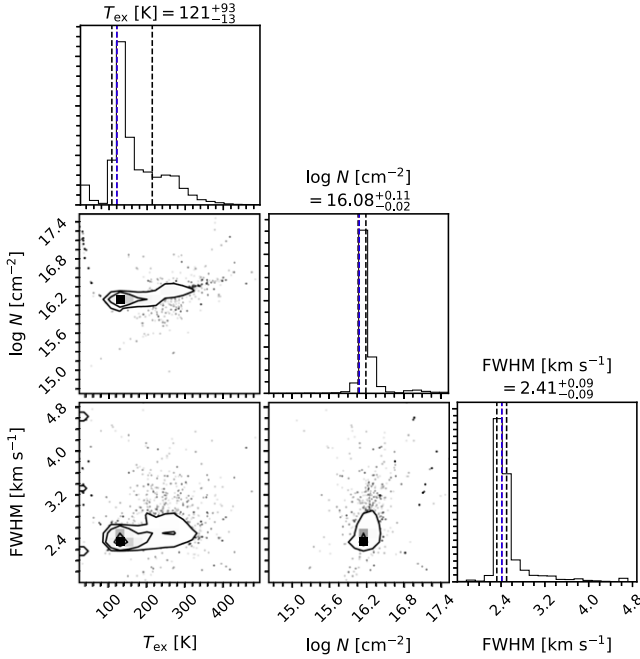 T_ex [K] = 121^{+93}_{-13}
log N [cm^{-2}]
= 16.08^{+0.11}_{-0.02}
17.4
16.8
16.2
15.6
15.0
log N [cm^{-2}]
FWHM [km s^{-1}]
= 2.41^{+0.09}_{-0.09}
4.8
4.0
3.2
2.4
FWHM [km s^{-1}]
100 200 300 400
15.0 15.6 16.2 16.8 17.4
2.4 3.2 4.0 4.8
T_ex [K] log N [cm^{-2}] FWHM [km s^{-1}]